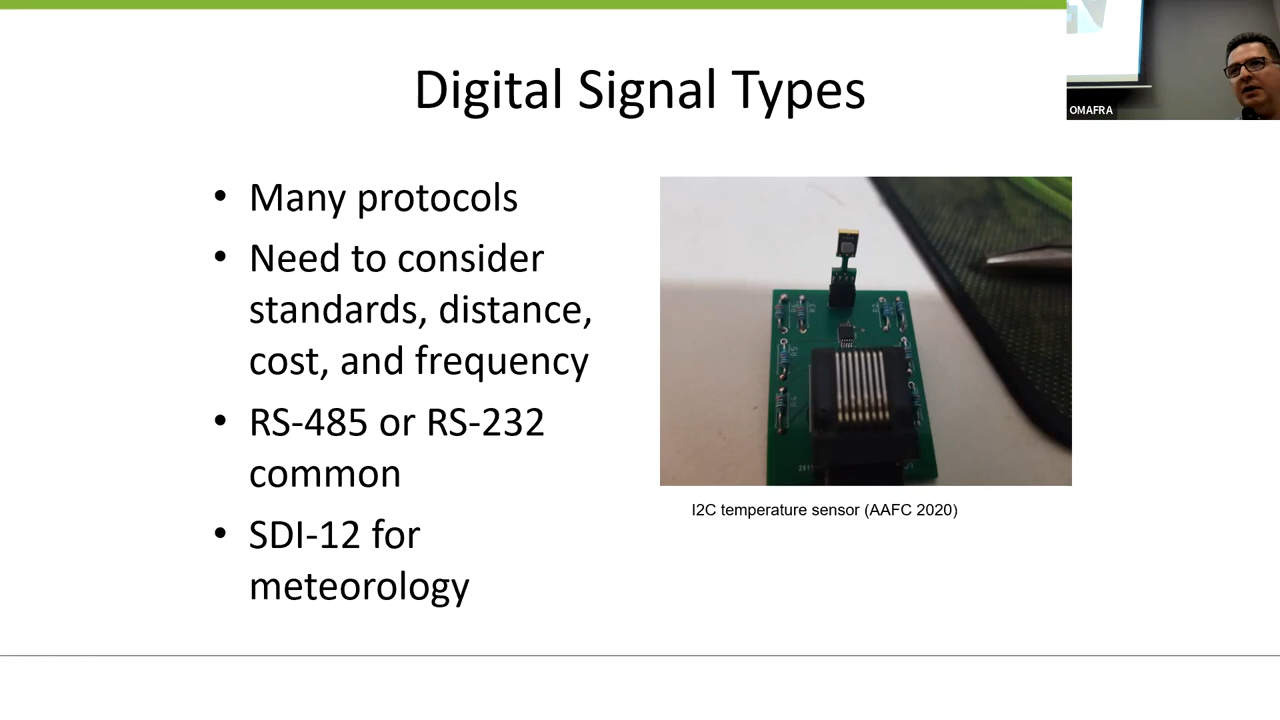 Digital Signal Types
OMAFRA
• Many protocols
• Need to consider
standards, distance,
cost, and frequency
• RS-485 or RS-232
common
• SDI-12 for
meteorology
I2C temperature sensor (AAFC 2020)